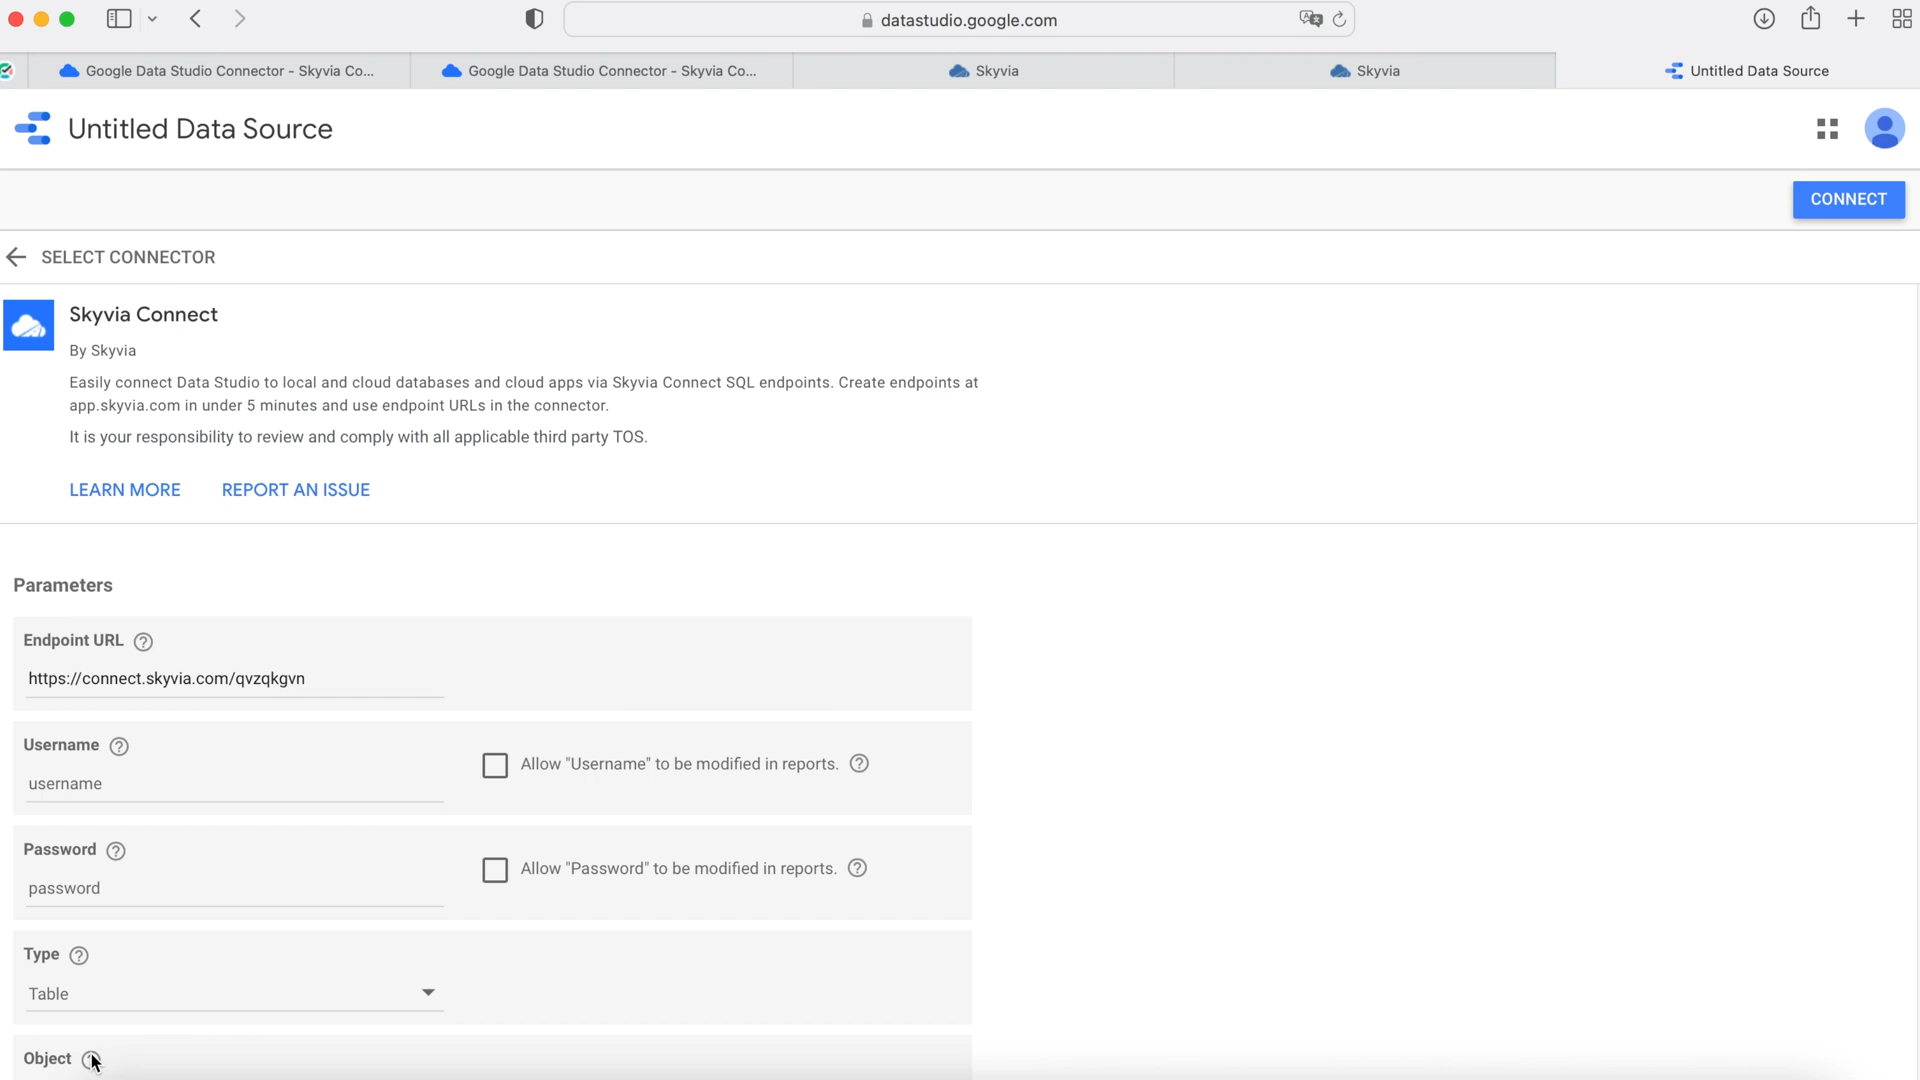 datastudio.google.com
Google Data Studio Connector - Skyvia Co...
Google Data Studio Connector - Skyvia Co...
Skyvia
Skyvia
Untitled Data Source
Untitled Data Source
CONNECT
SELECT CONNECTOR
Skyvia Connect
By Skyvia
Easily connect Data Studio to local and cloud databases and cloud apps via Skyvia Connect SQL endpoints. Create endpoints at
app.skyvia.com in under 5 minutes and use endpoint URLs in the connector.
It is your responsibility to review and comply with all applicable third party TOS.
LEARN MORE
REPORT AN ISSUE
Parameters
Endpoint URL
https://connect.skyvia.com/qvzqkgvn
Username
username
Allow "Username" to be modified in reports.
Password
password
Allow "Password" to be modified in reports.
Type
Table
Object